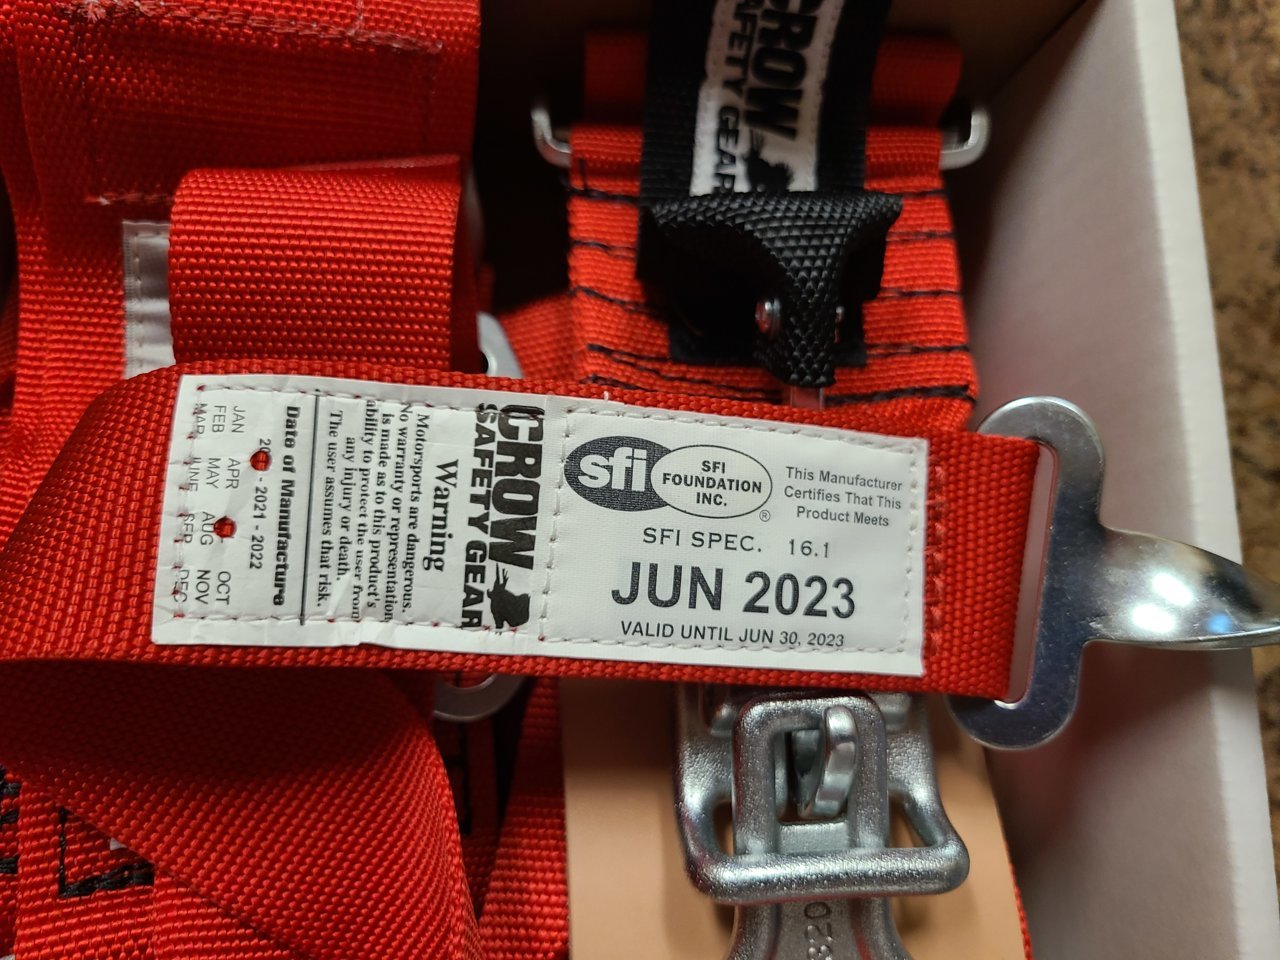 CROW
SAFETY GEAR
sfi
SFI
FOUNDATION
INC.
®
This Manufacturer
Certifies That This
Product Meets
SFI SPEC. 16.1
JUN 2023
VALID UNTIL JUN 30, 2023
CROW
SAFETY GEAR
Warning
Motorsports are dangerous.
No warranty or representation
is made as to this product's
ability to protect the user from
any injury or death.
The user assumes that risk.
Date of Manufacture
- 2021 - 2022
JAN APR OCT
FEB MAY AUG NOV
MAR JUNE SEP DEC
320